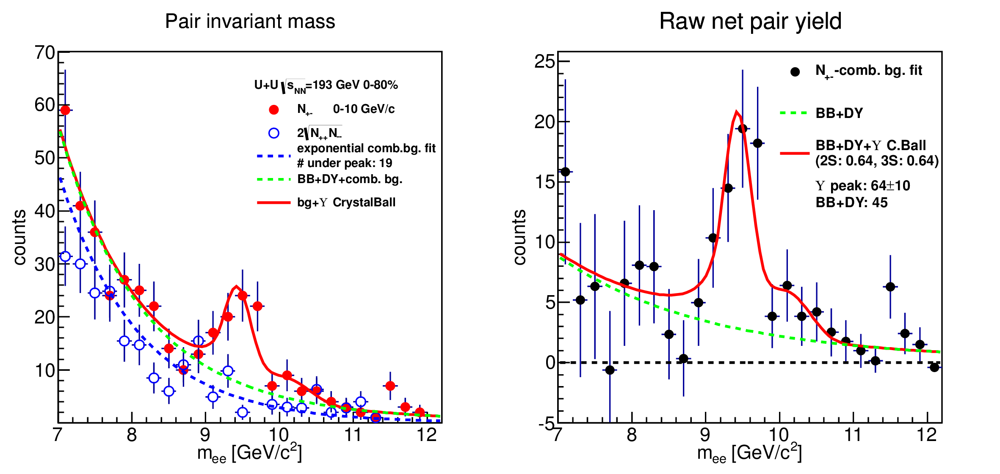 Pair invariant mass
70
60
50
40
30
20
10
counts
U+U √sNN=193 GeV 0-80%
N+- 0-10 GeV/c
2√N++N--
exponential comb.bg. fit
# under peak: 19
BB+DY+comb. bg.
bg+ϒ CrystalBall
7 8 9 10 11 12
mee [GeV/c2]
Raw net pair yield
25
20
15
10
5
0
-5
counts
N+--comb. bg. fit
BB+DY
BB+DY+ϒ C.Ball
(2S: 0.64, 3S: 0.64)
ϒ peak: 64±10
BB+DY: 45
7 8 9 10 11 12
mee [GeV/c2]